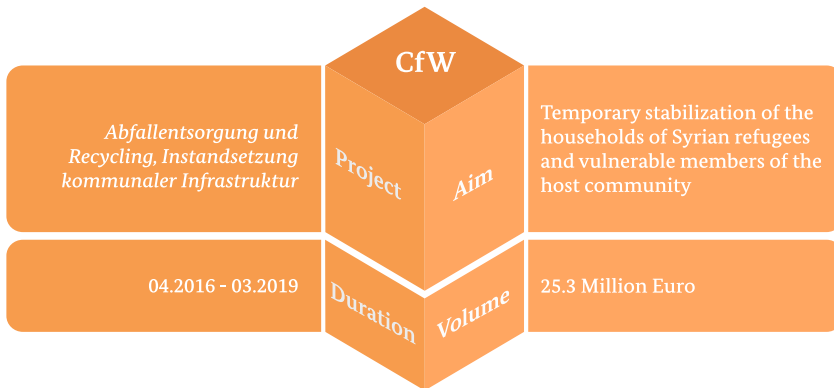 CfW
Abfallentsorgung und
Recycling, Instandsetzung
kommunaler Infrastruktur
Project
Aim
Temporary stabilization of the
households of Syrian refugees
and vulnerable members of the
host community
04.2016 - 03.2019
Duration
Volume
25.3 Million Euro